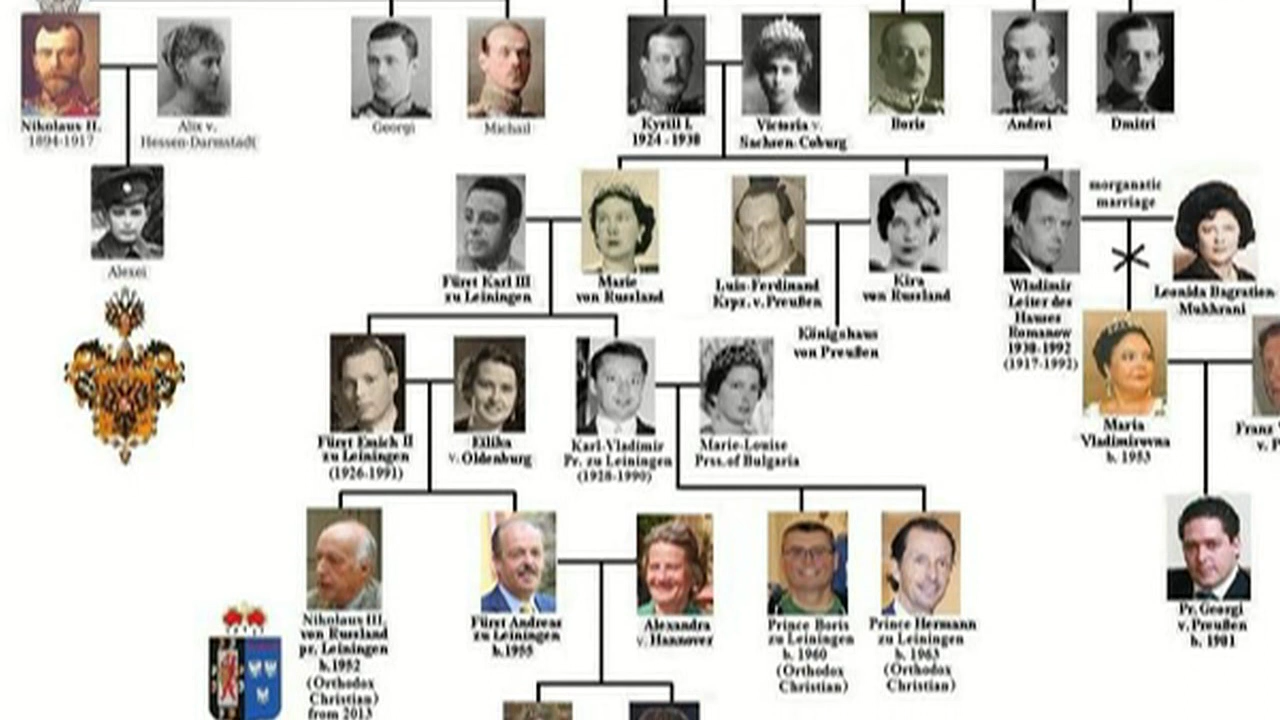 Nikolaus II.
1894-1917
Alix v.
Hessen-Darmstadt
Georgi
Michail
Kyrill I.
1924-1938
Victoria v.
Sachsen-Coburg
Boris
Andrei
Dmitri
Alexei
Fürst Karl III
zu Leiningen
Marie
von Russland
Luis-Ferdinand
Krpz. v. Preußen
Kira
von Russland
Wladimir
Leiter des
Hauses
Romanow
1938-1992
(1917-1992)
morganatic
marriage
Leonida Bagration-
Mukhrani
Königshaus
von Preußen
Fürst Emich II
zu Leiningen
(1926-1991)
Eilika
v. Oldenburg
Karl-Vladimir
Pr. zu Leiningen
(1928-1990)
Marie-Louise
Prss. of Bulgaria
Maria
Vladimirovna
b. 1953
Franz
v. P
Nikolaus III.
von Russland
pr. Leiningen
b.1952
(Orthodox
Christian)
from 2013
Fürst Andreas
zu Leiningen
b.1955
Alexandra
v. Hannover
Prince Boris
zu Leiningen
b. 1960
(Orthodox
Christian)
Prince Hermann
zu Leiningen
b. 1963
(Orthodox
Christian)
Pr. Georgi
v. Preußen
b. 1981